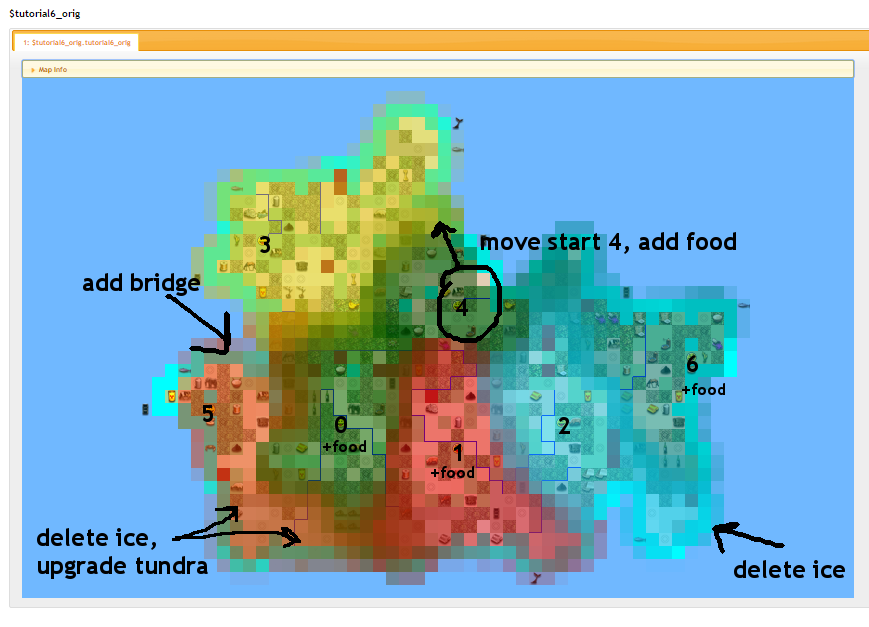 $tutorial6_orig
1: $tutorial6_orig.tutorial6_orig
Map Info
3
move start 4, add food
add bridge
4
6
+food
5
0
+food
2
1
+food
delete ice,
upgrade tundra
delete ice